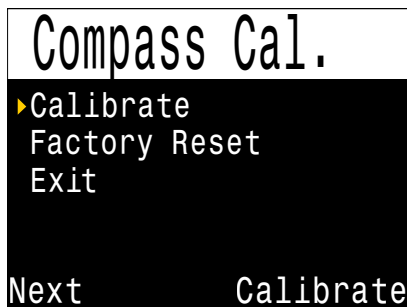 Compass Cal.
Calibrate
Factory Reset
Exit
Next Calibrate